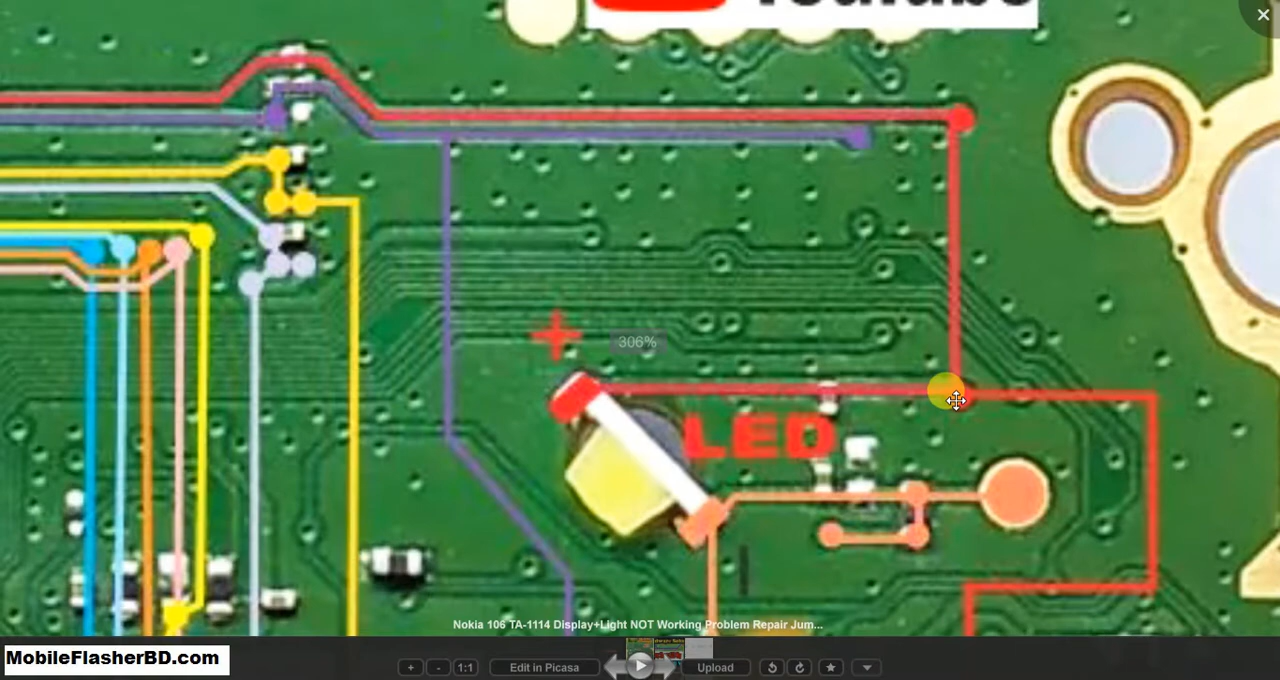 YouTube
+
306%
LED
Nokia 106 TA-1114 Display+Light NOT Working Problem Repair Jum...
MobileFlasherBD.com
+ - 1:1 Edit in Picasa Upload